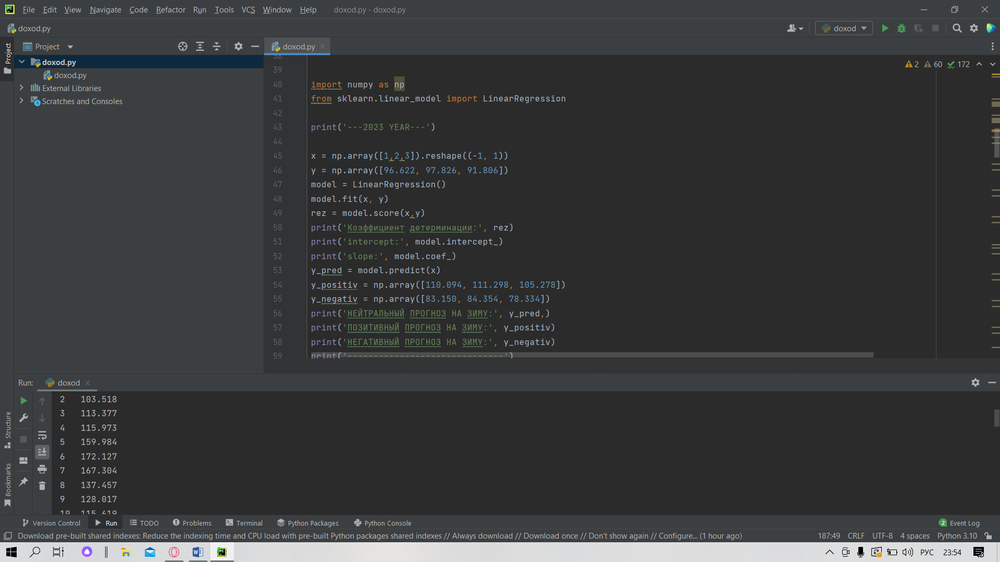 File Edit View Navigate Code Refactor Run Tools VCS Window Help doxod.py - doxod.py
doxod.py
doxod
Project
Project
doxod.py
doxod.py
doxod.py
External Libraries
Scratches and Consoles
2 60 172
38
39
40 import numpy as np
41 from sklearn.linear_model import LinearRegression
42
43 print('---2023 YEAR---')
44
45 x = np.array([1,2,3]).reshape((-1, 1))
46 y = np.array([96.622, 97.826, 91.806])
47 model = LinearRegression()
48 model.fit(x, y)
49 rez = model.score(x,y)
50 print('Коэффициент детерминации:', rez)
51 print('intercept:', model.intercept_)
52 print('slope:', model.coef_)
53 y_pred = model.predict(x)
54 y_positiv = np.array([110.094, 111.298, 105.278])
55 y_negativ = np.array([83.150, 84.354, 78.334])
56 print('НЕЙТРАЛЬНЫЙ ПРОГНОЗ НА ЗИМУ:', y_pred,)
57 print('ПОЗИТИВНЫЙ ПРОГНОЗ НА ЗИМУ:', y_positiv)
58 print('НЕГАТИВНЫЙ ПРОГНОЗ НА ЗИМУ:', y_negativ)
59 print('------------------------------')
Run: doxod
2 103.518
3 113.377
4 115.973
5 159.984
6 172.127
7 167.304
8 137.457
9 128.017
10 115.619
Structure
Bookmarks
Version Control Run TODO Problems Terminal Python Packages Python Console 2 Event Log
Download pre-built shared indexes: Reduce the indexing time and CPU load with pre-built Python packages shared indexes // Always download // Download once // Don't show again // Configure... (1 hour ago) 187:49 CRLF UTF-8 4 spaces Python 3.10
РУС 23:54